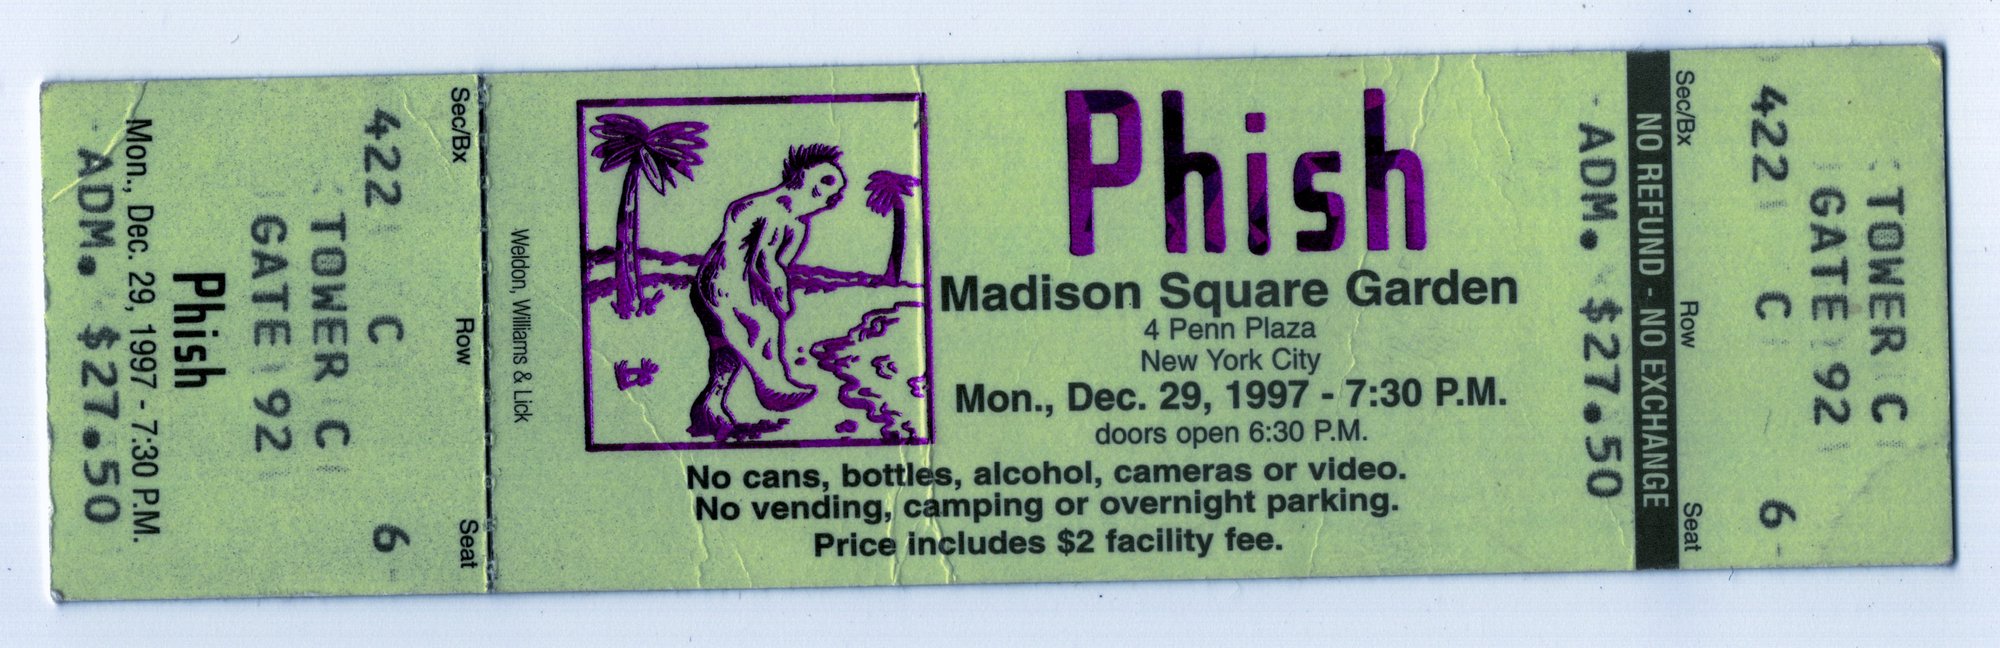 Sec/Bx Row Seat
422 C 6
TOWER C
GATE 92
Phish
Mon., Dec. 29, 1997 - 7:30 P.M.
ADM. $27.50
Weldon, Williams & Lick
Phish
Madison Square Garden
4 Penn Plaza
New York City
Mon., Dec. 29, 1997 - 7:30 P.M.
doors open 6:30 P.M.
No cans, bottles, alcohol, cameras or video.
No vending, camping or overnight parking.
Price includes $2 facility fee.
TOWER C
GATE 92
422 C 6
Sec/Bx Row Seat
NO REFUND - NO EXCHANGE
ADM. $27.50